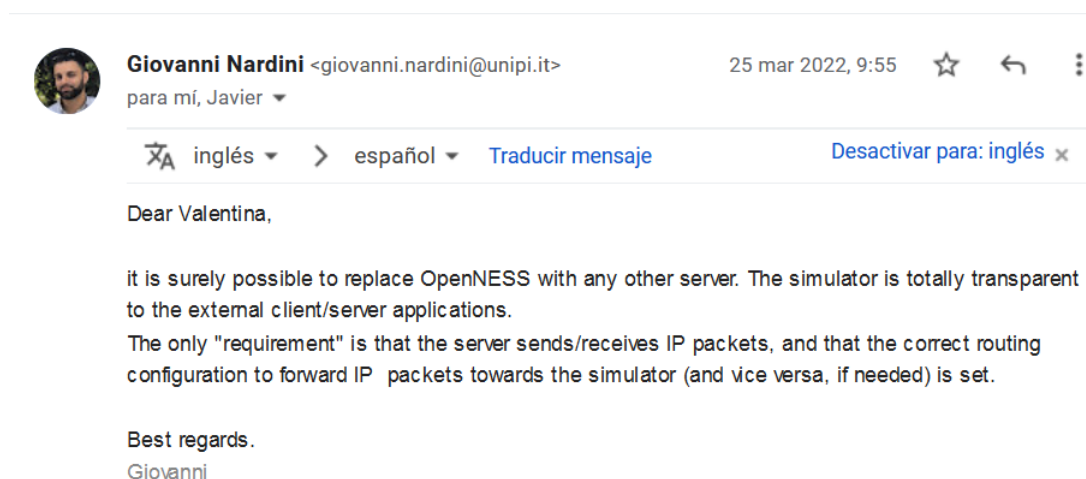 Giovanni Nardini <giovanni.nardini@unipi.it> 25 mar 2022, 9:55
para mí, Javier
inglés > español Traducir mensaje Desactivar para: inglés x
Dear Valentina,
it is surely possible to replace OpenNESS with any other server. The simulator is totally transparent
to the external client/server applications.
The only "requirement" is that the server sends/receives IP packets, and that the correct routing
configuration to forward IP packets towards the simulator (and vice versa, if needed) is set.
Best regards.
Giovanni